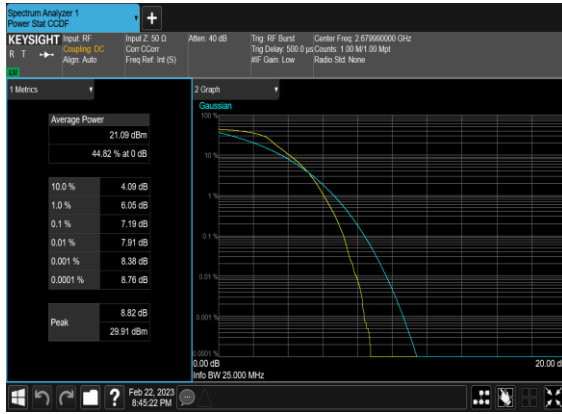 Spectrum Analyzer 1
Power Stat CCDF
KEYSIGHT
R T
LXI
Input: RF
Coupling: DC
Align: Auto
Input Z: 50 Ω
Corr CCorr
Freq Ref: Int (S)
Atten: 40 dB
Trig: RF Burst
Trig Delay: 500.0 µs
#IF Gain: Low
Center Freq: 2.679990000 GHz
Counts: 1.00 M/1.00 Mpt
Radio Std: None
1 Metrics
Average Power
21.09 dBm
44.82 % at 0 dB
10.0 % 4.09 dB
1.0 % 6.05 dB
0.1 % 7.19 dB
0.01 % 7.91 dB
0.001 % 8.38 dB
0.0001 % 8.76 dB
Peak
8.82 dB
29.91 dBm
2 Graph
Gaussian
100 %
10 %
1 %
0.1 %
0.01 %
0.001 %
0.0001 %
0.00 dB
20.00 dB
Info BW 25.000 MHz
?
Feb 22, 2023
8:45:22 PM